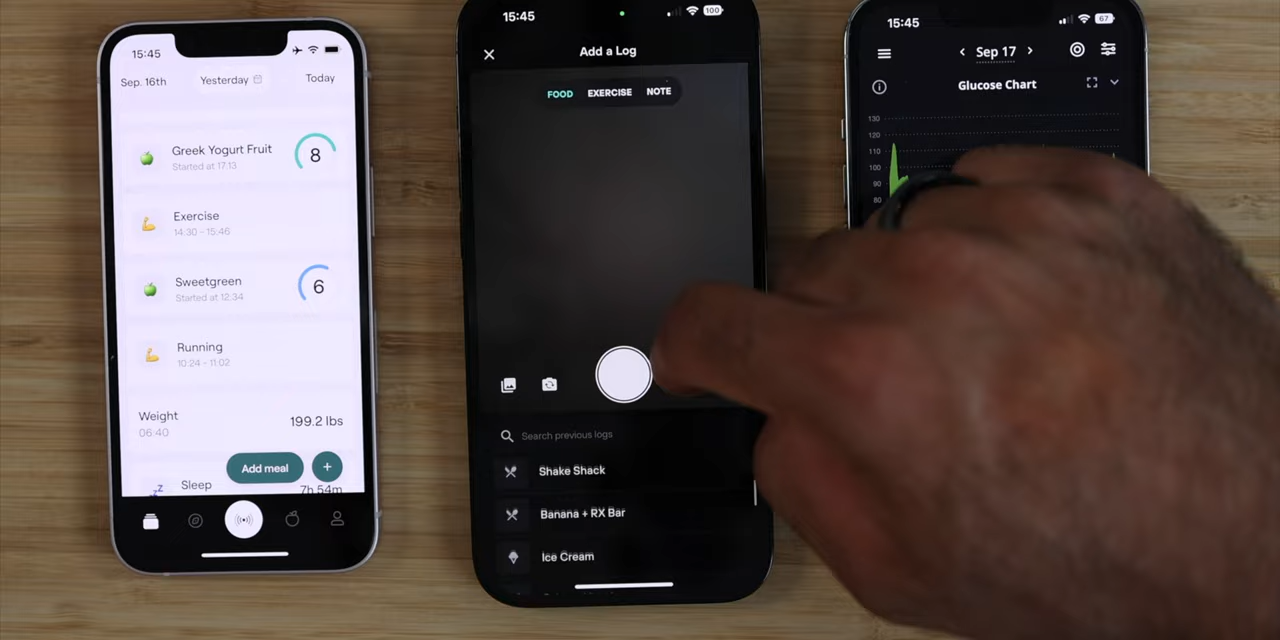 15:45
Sep. 16th
Yesterday
Today
Greek Yogurt Fruit
Started at 17:13
8
Exercise
14:30 - 15:46
Sweetgreen
Started at 12:34
6
Running
10:24 - 11:02
Weight
06:40
199.2 lbs
Add meal
+
Sleep
7h 54m
15:45
100
Add a Log
FOOD
EXERCISE
NOTE
Search previous logs
Shake Shack
Banana + RX Bar
Ice Cream
15:45
67
Sep 17
Glucose Chart
130
120
110
100
90
80